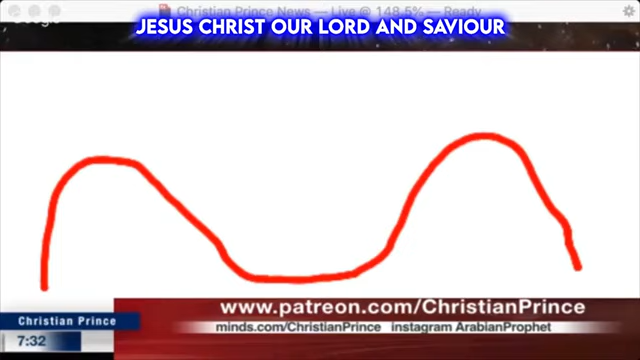 Christian Prince News — Live @ 148.5% — Ready
JESUS CHRIST OUR LORD AND SAVIOUR
www.patreon.com/ChristianPrince
Christian Prince
minds.com/ChristianPrince instagram ArabianProphet
7:32